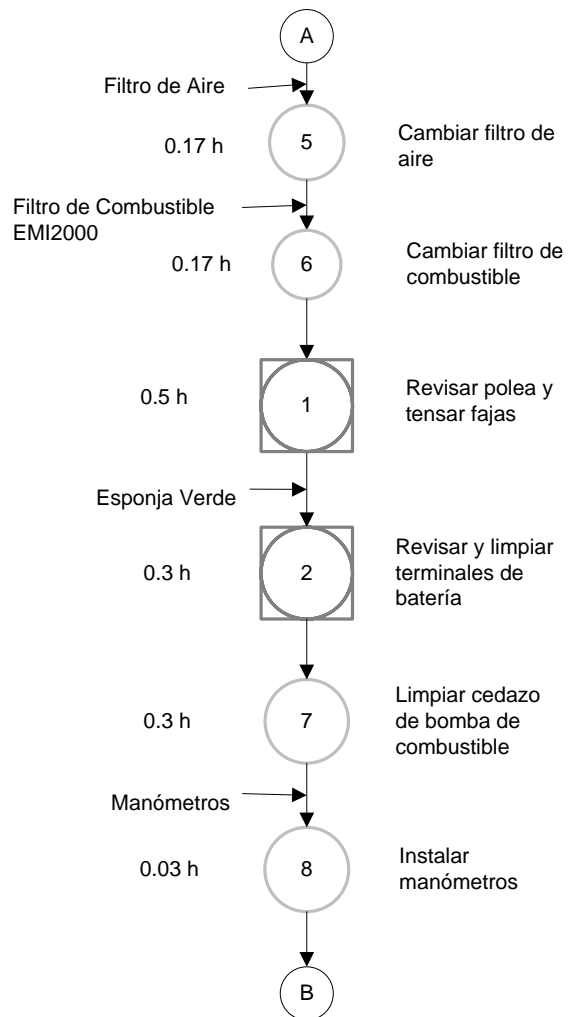 A
Filtro de Aire
0.17 h
5
Cambiar filtro de
aire
Filtro de Combustible
EMI2000
0.17 h
6
Cambiar filtro de
combustible
0.5 h
1
Revisar polea y
tensar fajas
Esponja Verde
0.3 h
2
Revisar y limpiar
terminales de
batería
0.3 h
7
Limpiar cedazo
de bomba de
combustible
Manómetros
0.03 h
8
Instalar
manómetros
B